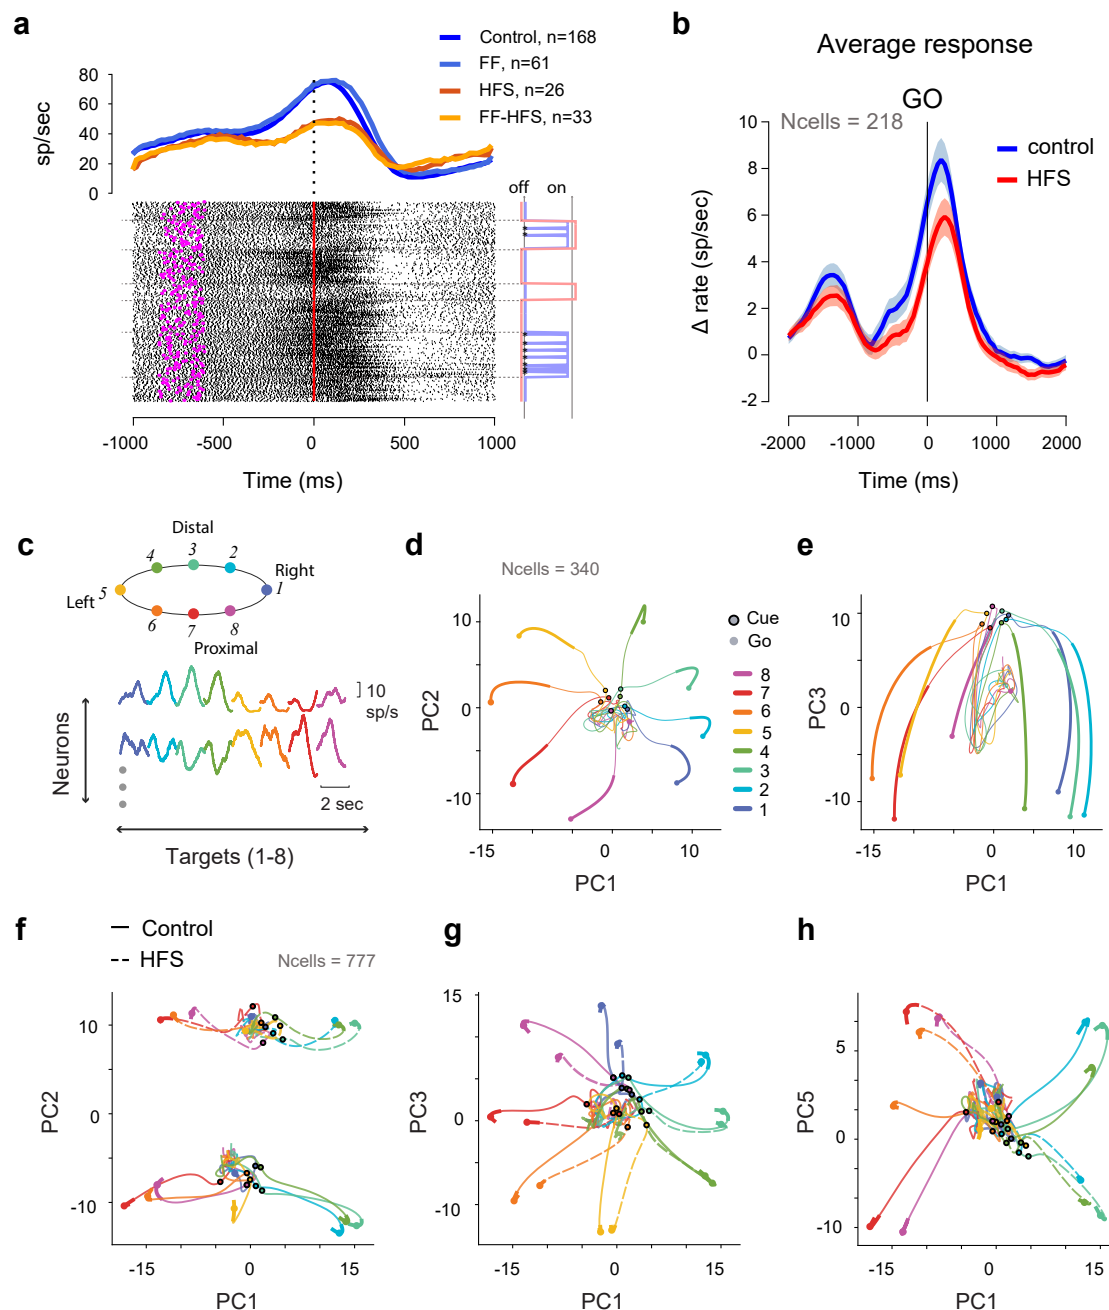 a
Control, n=168
FF, n=61
HFS, n=26
FF-HFS, n=33
sp/sec
80
60
40
20
0
off on
-1000 -500 0 500 1000
Time (ms)
b
Average response
GO
Ncells = 218
control
HFS
Δ rate (sp/sec)
10
8
6
4
2
0
-2
-2000 -1000 0 1000 2000
Time (ms)
c
Distal
4 3 2
Right
Left 5 1
6 7 8
Proximal
10
sp/s
Neurons
2 sec
Targets (1-8)
d
Ncells = 340
PC2
10
0
-10
-15 0 10
PC1
Cue
Go
8
7
6
5
4
3
2
1
e
PC3
10
0
-10
-15 0 10
PC1
f
Control
HFS
Ncells = 777
PC2
10
0
-10
-15 0 15
PC1
g
PC3
15
0
-10
-15 0 15
PC1
h
PC5
5
0
-10
-15 0 15
PC1